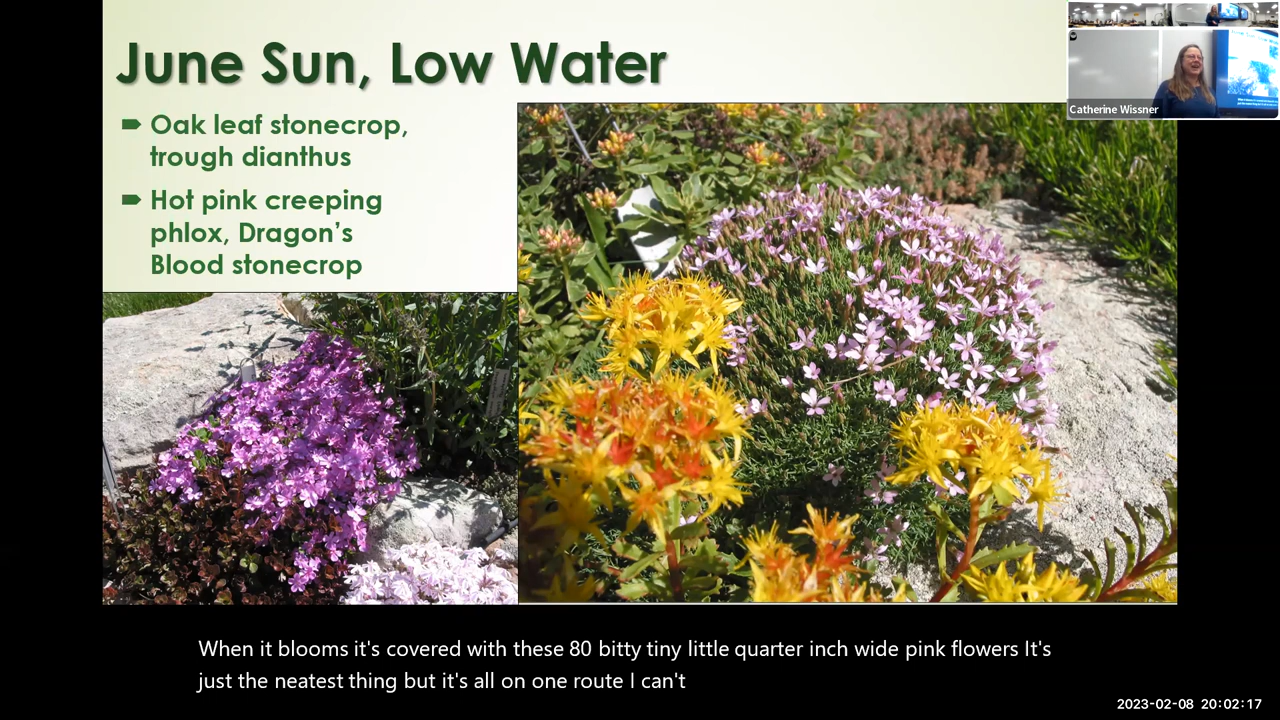 June Sun, Low Water
Oak leaf stonecrop,
trough dianthus
Hot pink creeping
phlox, Dragon’s
Blood stonecrop
Catherine Wissner
When it blooms it's covered with these 80 bitty tiny little quarter inch wide pink flowers It's
just the neatest thing but it's all on one route I can't
2023-02-08 20:02:17